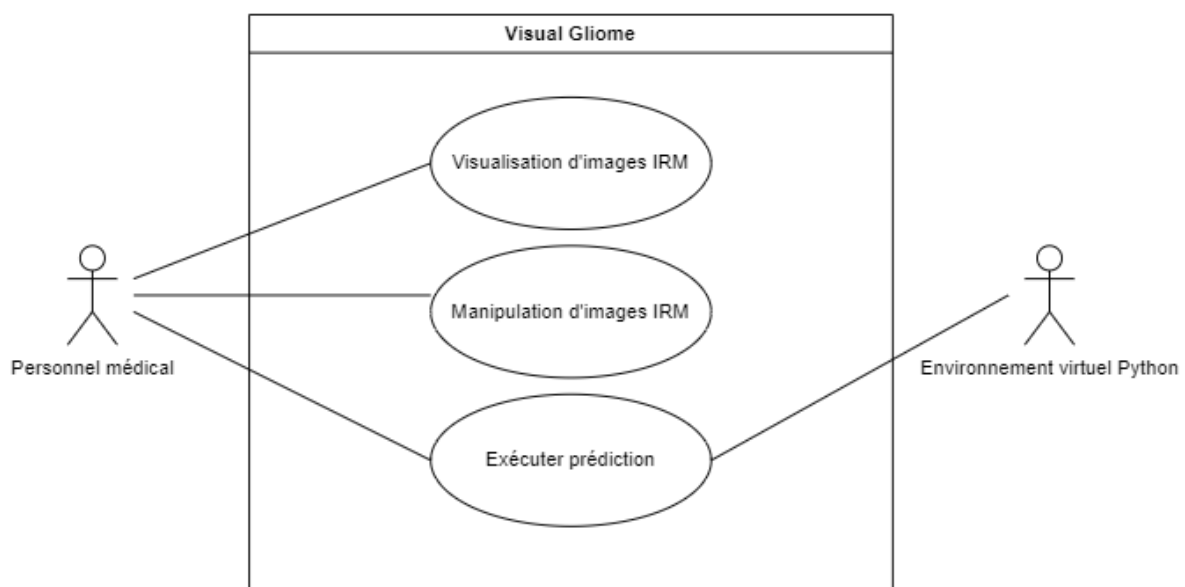 Visual Gliome
Visualisation d'images IRM
Manipulation d'images IRM
Personnel médical
Environnement virtuel Python
Exécuter prédiction